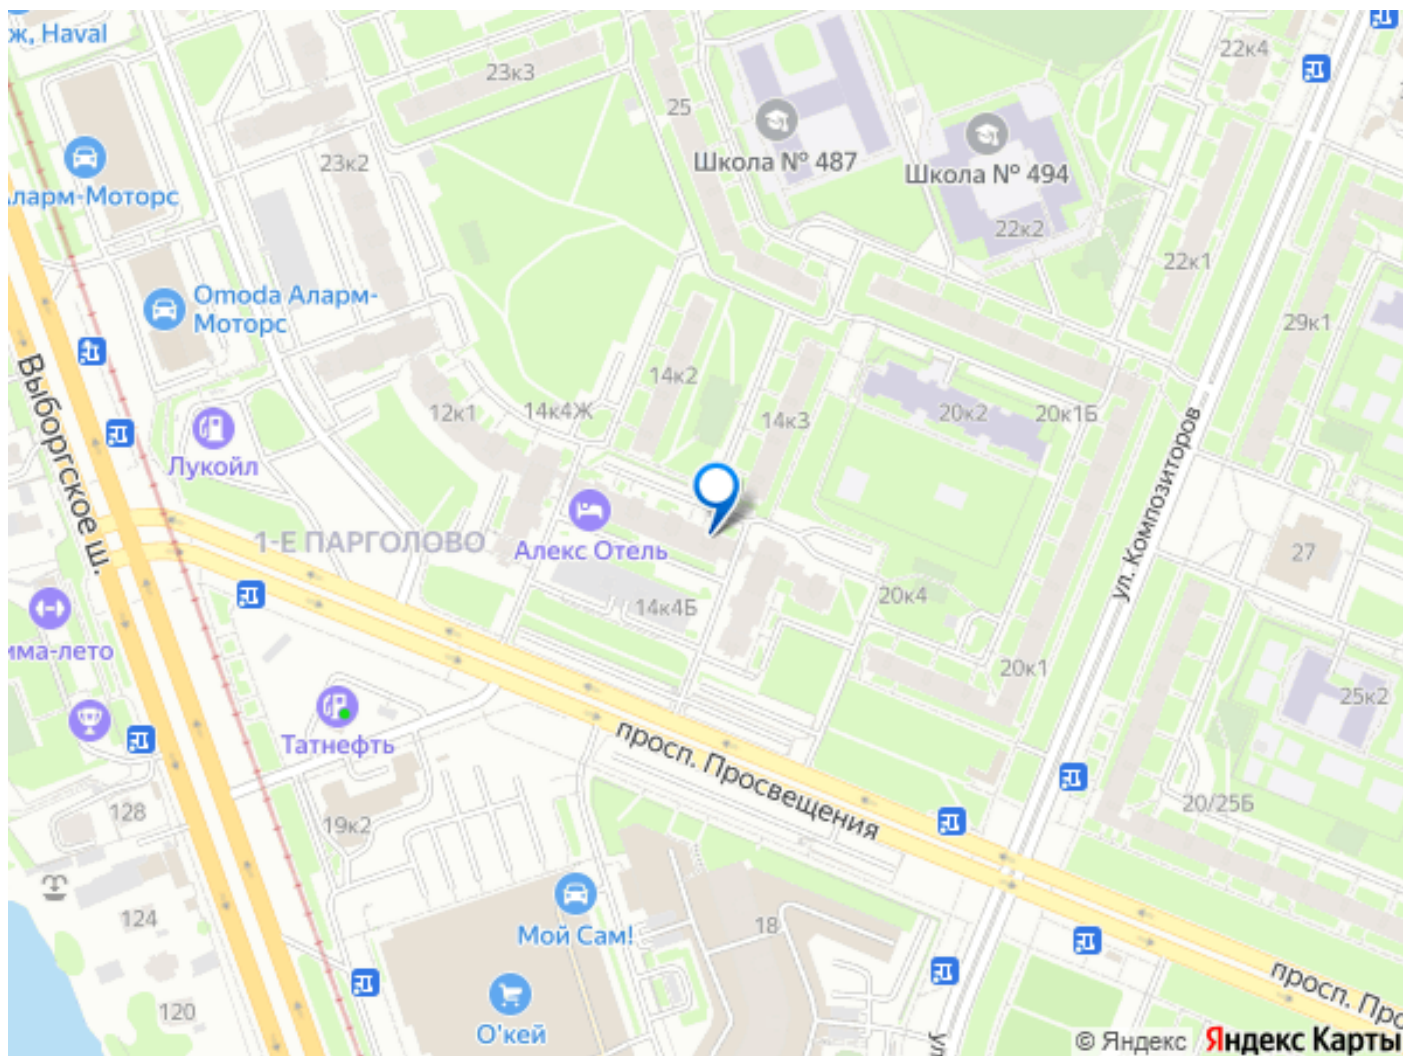 ж, Haval
22к4
23к3
25
Школа № 487
Школа № 494
23к2
Аларм-Моторс
22к2
22к1
Omoda Аларм-
Моторс
29к1
Выборгское ш.
14к2
12к1
14к4Ж
14к3
20к2
20к1Б
ул. Композиторов
Лукойл
1-Е ПАРГОЛОВО
Алекс Отель
27
14к4Б
20к4
има-лето
20к1
25к2
Татнефть
просп. Просвещения
128
19к2
20/25Б
124
Мой Сам!
18
120
О'кей
просп. Про
ул
© Яндекс Яндекс Карты